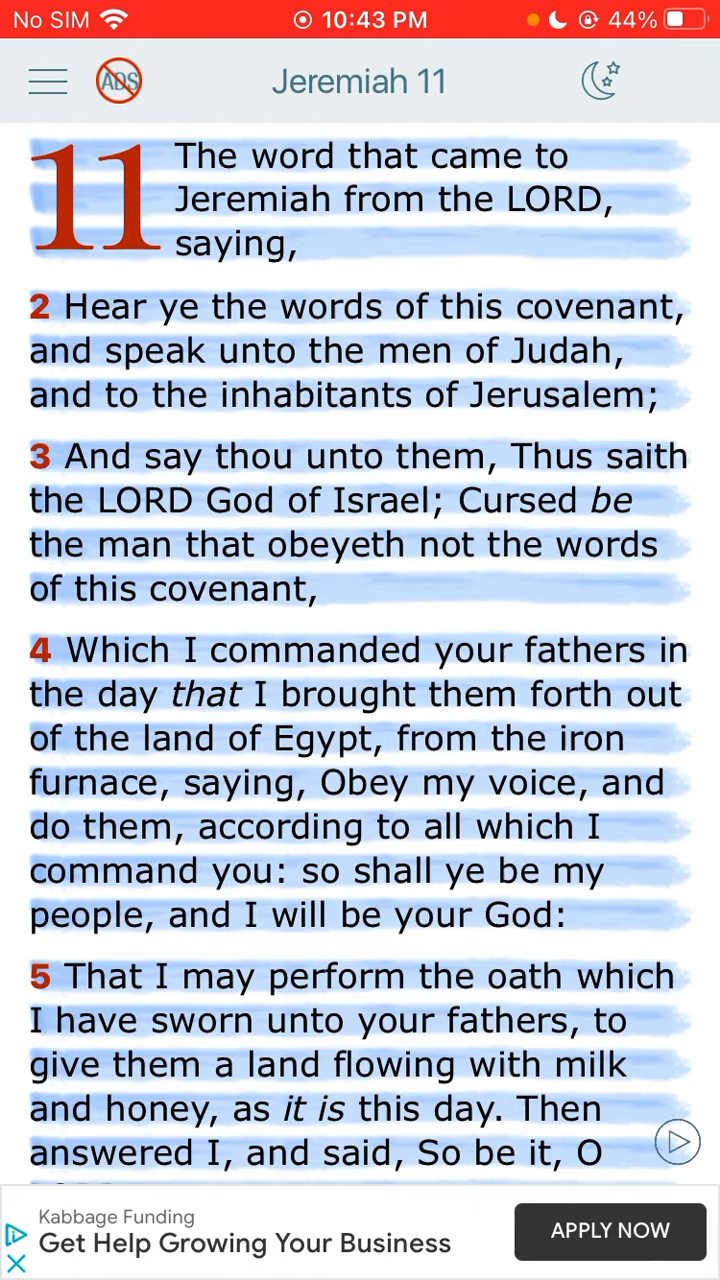 No SIM 10:43 PM 44%
ADS Jeremiah 11
11 The word that came to
Jeremiah from the LORD,
saying,
2 Hear ye the words of this covenant,
and speak unto the men of Judah,
and to the inhabitants of Jerusalem;
3 And say thou unto them, Thus saith
the LORD God of Israel; Cursed be
the man that obeyeth not the words
of this covenant,
4 Which I commanded your fathers in
the day that I brought them forth out
of the land of Egypt, from the iron
furnace, saying, Obey my voice, and
do them, according to all which I
command you: so shall ye be my
people, and I will be your God:
5 That I may perform the oath which
I have sworn unto your fathers, to
give them a land flowing with milk
and honey, as it is this day. Then
answered I, and said, So be it, O
Kabbage Funding
Get Help Growing Your Business
APPLY NOW